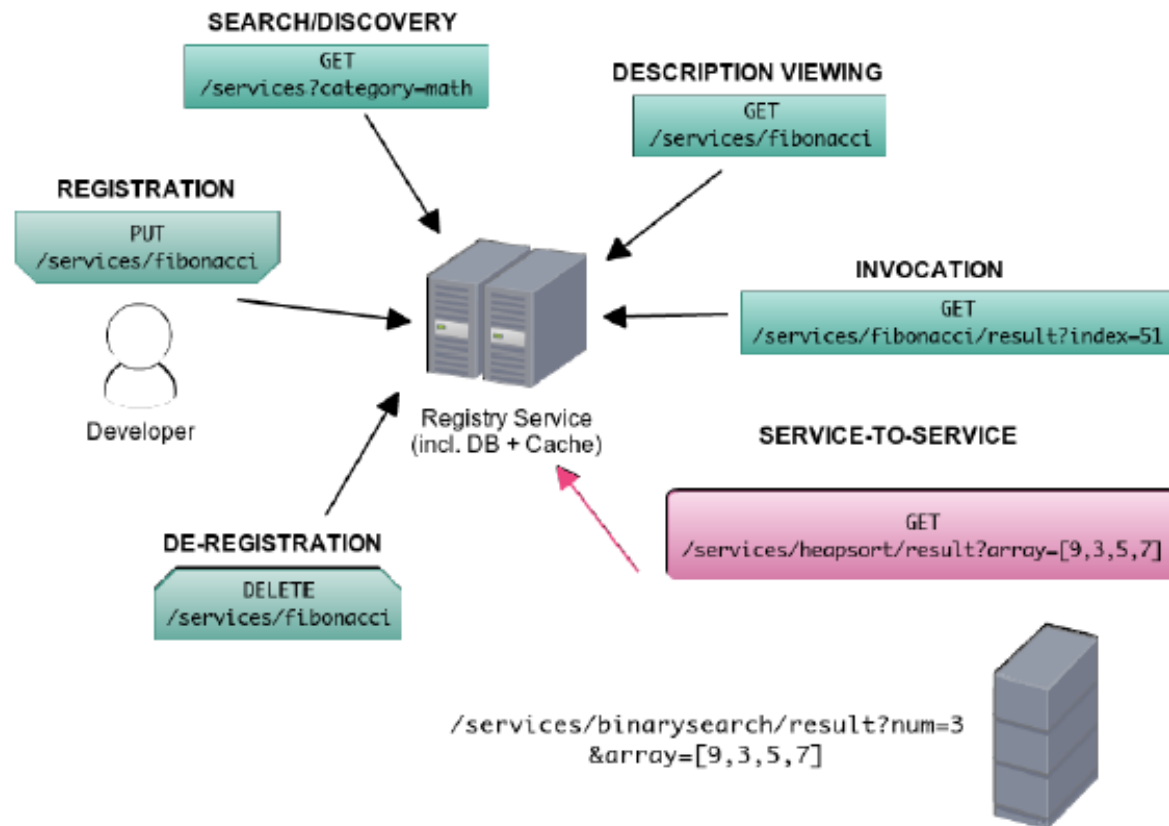 SEARCH/DISCOVERY
GET
/services?category=math
DESCRIPTION VIEWING
GET
/services/fibonacci
REGISTRATION
PUT
/services/fibonacci
Developer
INVOCATION
GET
/services/fibonacci/result?index=51
Registry Service
(incl. DB + Cache)
SERVICE-TO-SERVICE
GET
/services/heapsort/result?array=[9,3,5,7]
DE-REGISTRATION
DELETE
/services/fibonacci
/services/binarysearch/result?num=3
&array=[9,3,5,7]